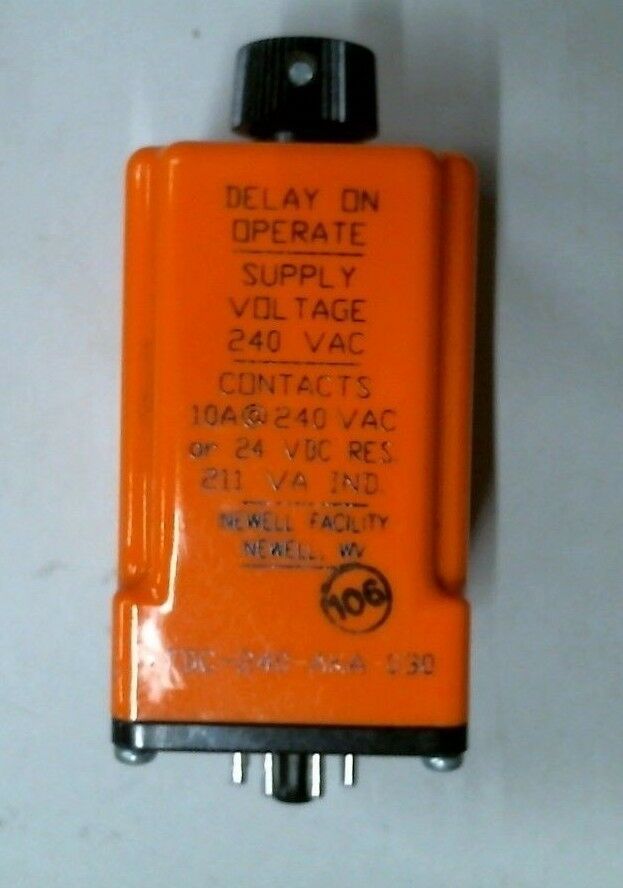 DELAY ON
OPERATE
SUPPLY
VOLTAGE
240 VAC
CONTACTS
10A@240 VAC
or 24 VDC RES.
211 VA IND.
NEWELL FACILITY
NEWELL, WV
106